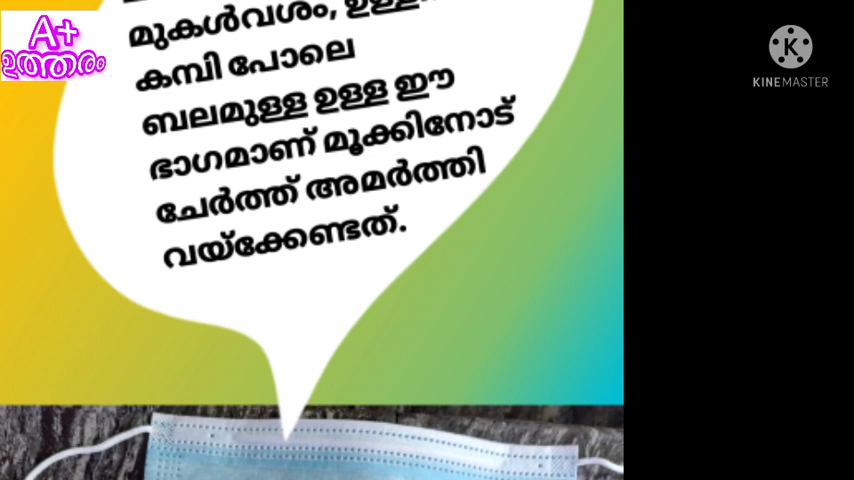 A+
ഉത്തരം
മുകൾവശം,
കമ്പി പോലെ
ബലമുള്ള ഉള്ള ഈ
ഭാഗമാണ് മൂക്കിനോട്
ചേർത്ത് അമർത്തി
വയ്ക്കേണ്ടത്.
KINEMASTER